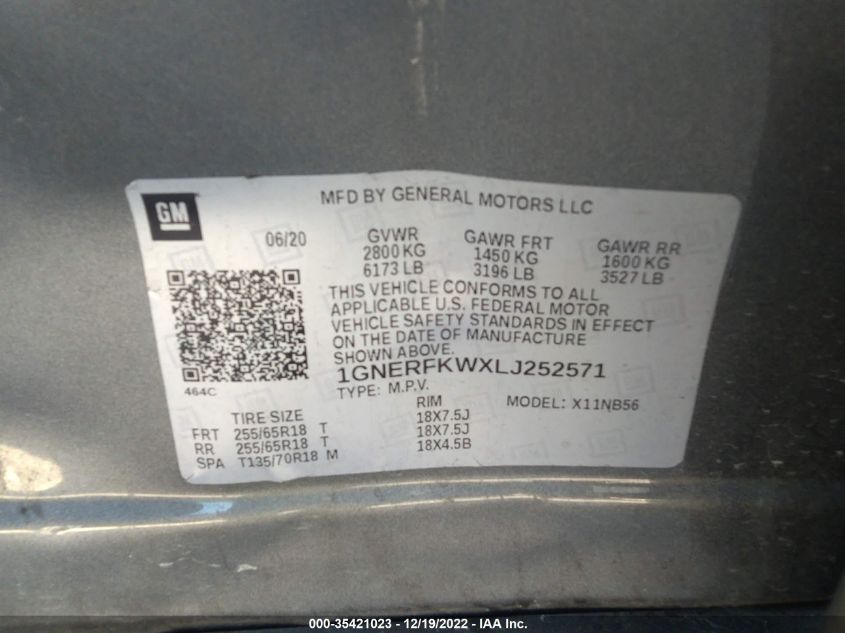 GM
MFD BY GENERAL MOTORS LLC
06/20
GVWR
2800 KG
6173 LB
GAWR FRT
1450 KG
3196 LB
GAWR RR
1600 KG
3527 LB
THIS VEHICLE CONFORMS TO ALL
APPLICABLE U.S. FEDERAL MOTOR
VEHICLE SAFETY STANDARDS IN EFFECT
ON THE DATE OF MANUFACTURE
SHOWN ABOVE.
464C
1GNERFKWXLJ252571
TYPE: M.P.V.
MODEL: X11NB56
TIRE SIZE RIM
FRT 255/65R18 T 18X7.5J
RR 255/65R18 T 18X7.5J
SPA T135/70R18 M 18X4.5B
000-35421023 - 12/19/2022 - IAA Inc.